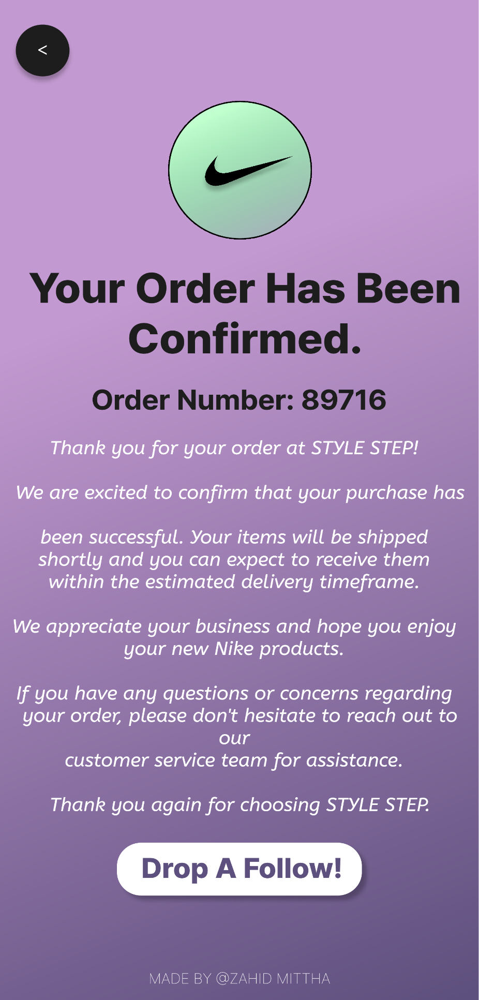 <
Your Order Has Been
Confirmed.
Order Number: 89716
Thank you for your order at STYLE STEP!
We are excited to confirm that your purchase has
been successful. Your items will be shipped
shortly and you can expect to receive them
within the estimated delivery timeframe.
We appreciate your business and hope you enjoy
your new Nike products.
If you have any questions or concerns regarding
your order, please don't hesitate to reach out to
our
customer service team for assistance.
Thank you again for choosing STYLE STEP.
Drop A Follow!
MADE BY @ZAHID MITTHA